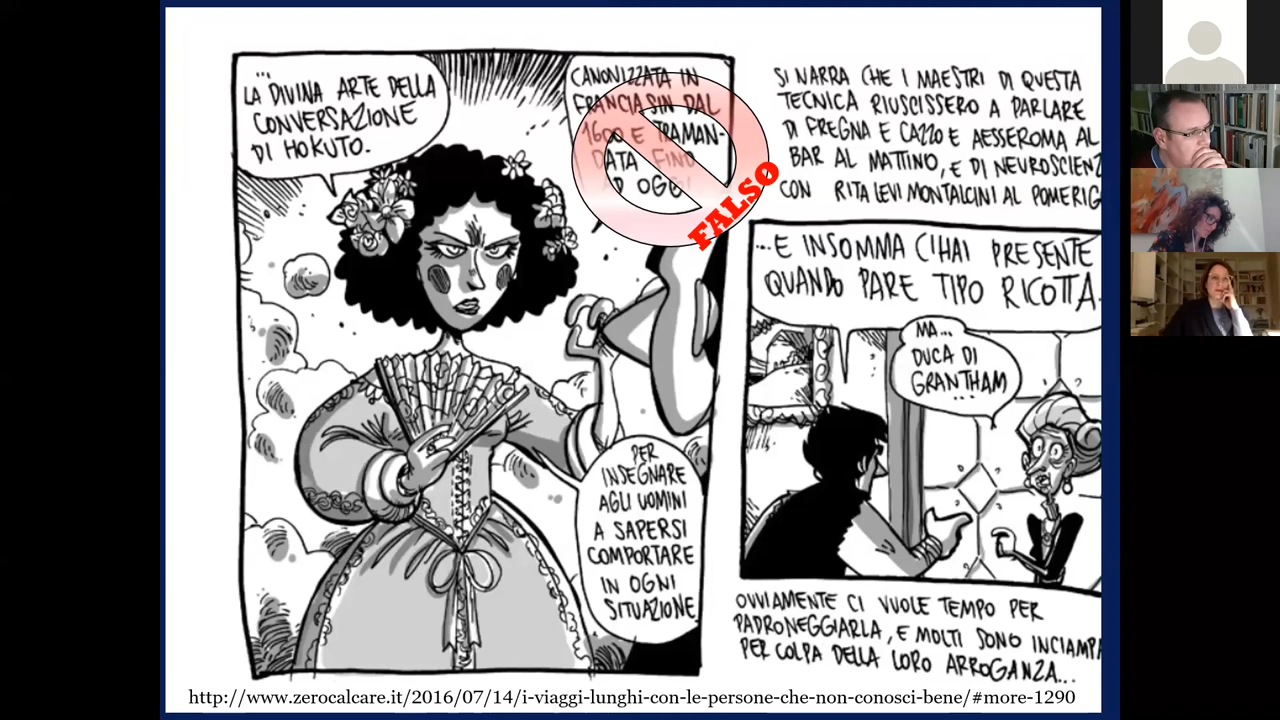 ...
LA DIVINA ARTE DELLA
CONVERSAZIONE
DI HOKUTO.
CANONIZZATA IN
FRANCIA SIN DAL
1600 E TRAMAN-
DATA FINO
AD OGGI
FALSO
PER
INSEGNARE
AGLI UOMINI
A SAPERSI
COMPORTARE
IN OGNI
SITUAZIONE
SI NARRA CHE I MAESTRI DI QUESTA
TECNICA RIUSCISSERO A PARLARE
DI FREGNA E CAZZO E AESSEROMA AL
BAR AL MATTINO, E DI NEUROSCIENZ
CON RITA LEVI MONTALCINI AL POMERIG
...E INSOMMA CIHAI PRESENTE
QUANDO PARE TIPO RICOTTA.
MA...
DUCA DI
GRANTHAM
...
OVVIAMENTE CI VUOLE TEMPO PER
PADRONEGGIARLA, E MOLTI SONO INCIAMPA
PER COLPA DELLA LORO ARROGANZA...
http://www.zerocalcare.it/2016/07/14/i-viaggi-lunghi-con-le-persone-che-non-conosci-bene/#more-1290